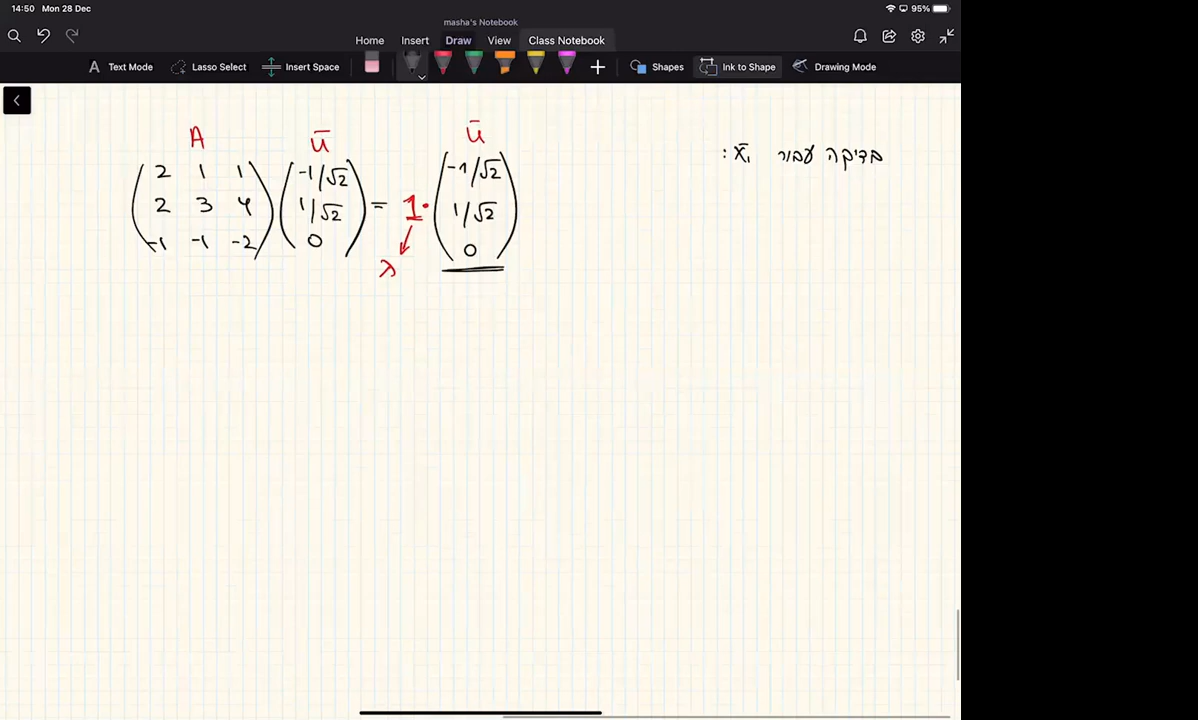 14:50 Mon 28 Dec
95%
masha's Notebook
Home Insert Draw View Class Notebook
Text Mode Lasso Select Insert Space Shapes Ink to Shape Drawing Mode
A ū ū
בדיקה עבור x̄₁ :
2 1 1 -1/√2 -1/√2
2 3 4 1/√2 = 1· 1/√2
-1 -1 -2 0 0
λ